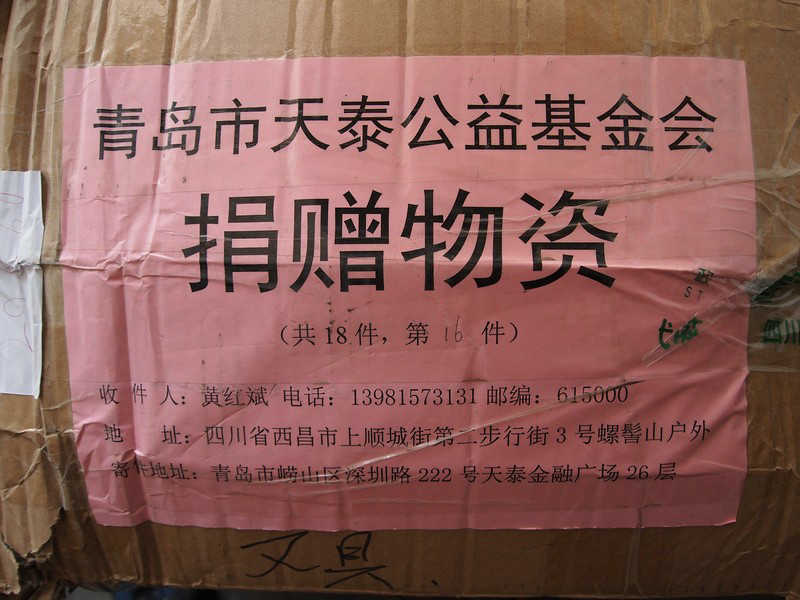 青岛市天泰公益基金会
捐赠物资
（共18件，第 16 件）
收 件 人：黄红斌 电话：13981573131 邮编：615000
地 址：四川省西昌市上顺城街第二步行街3号螺髻山户外
寄件地址：青岛市崂山区深圳路222号天泰金融广场26层
ST
四川
文具